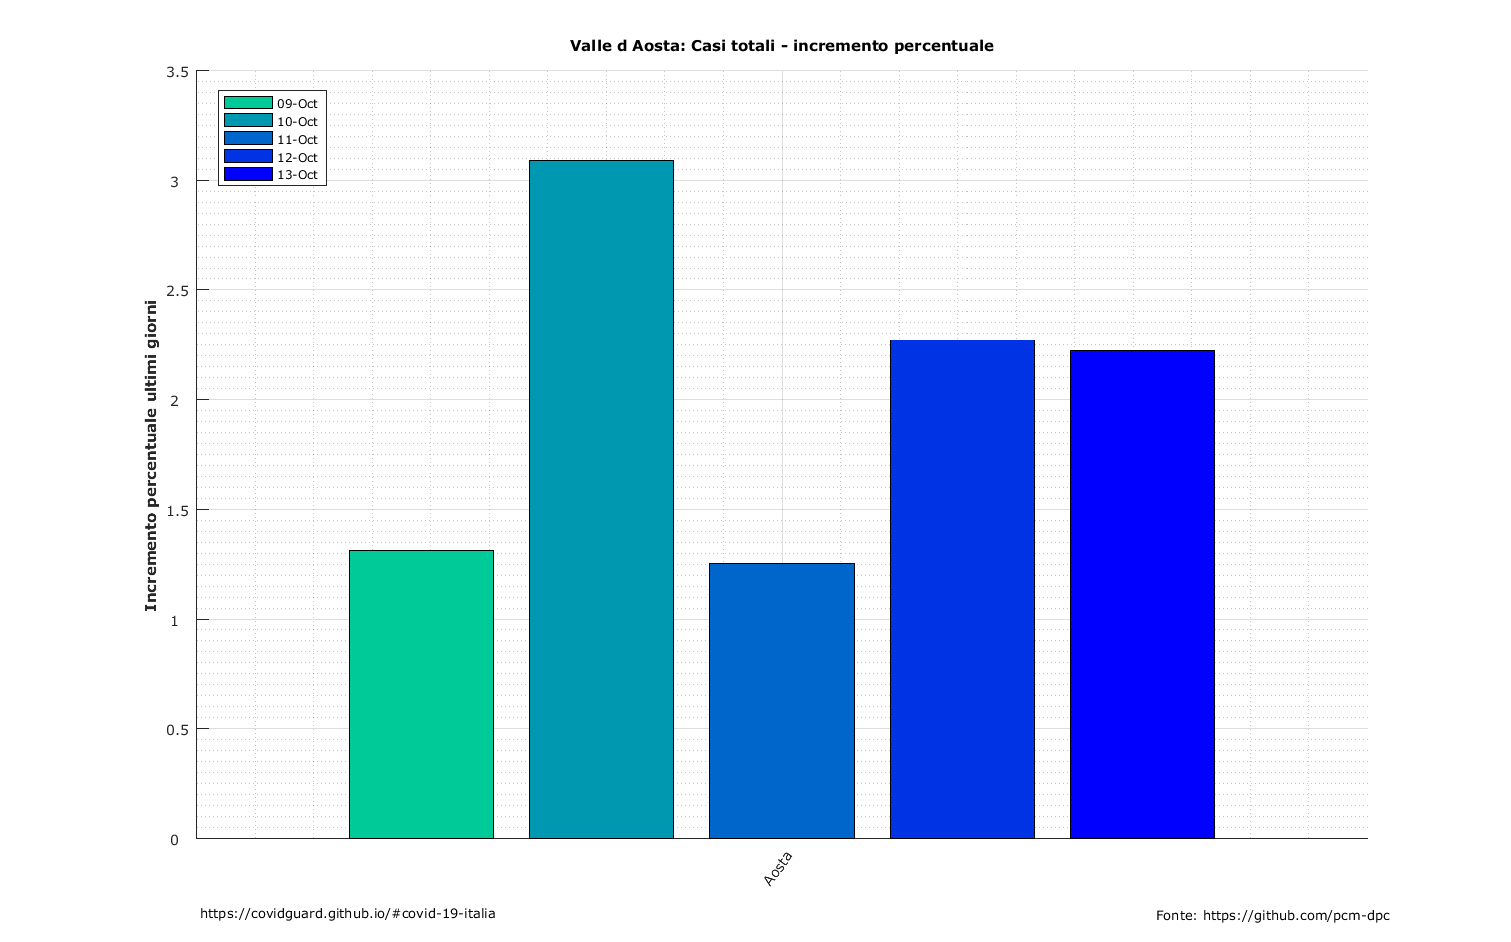 Valle d Aosta: Casi totali - incremento percentuale
3.5
3
2.5
2
1.5
1
0.5
0
Incremento percentuale ultimi giorni
09-Oct
10-Oct
11-Oct
12-Oct
13-Oct
Aosta
https://covidguard.github.io/#covid-19-italia
Fonte: https://github.com/pcm-dpc